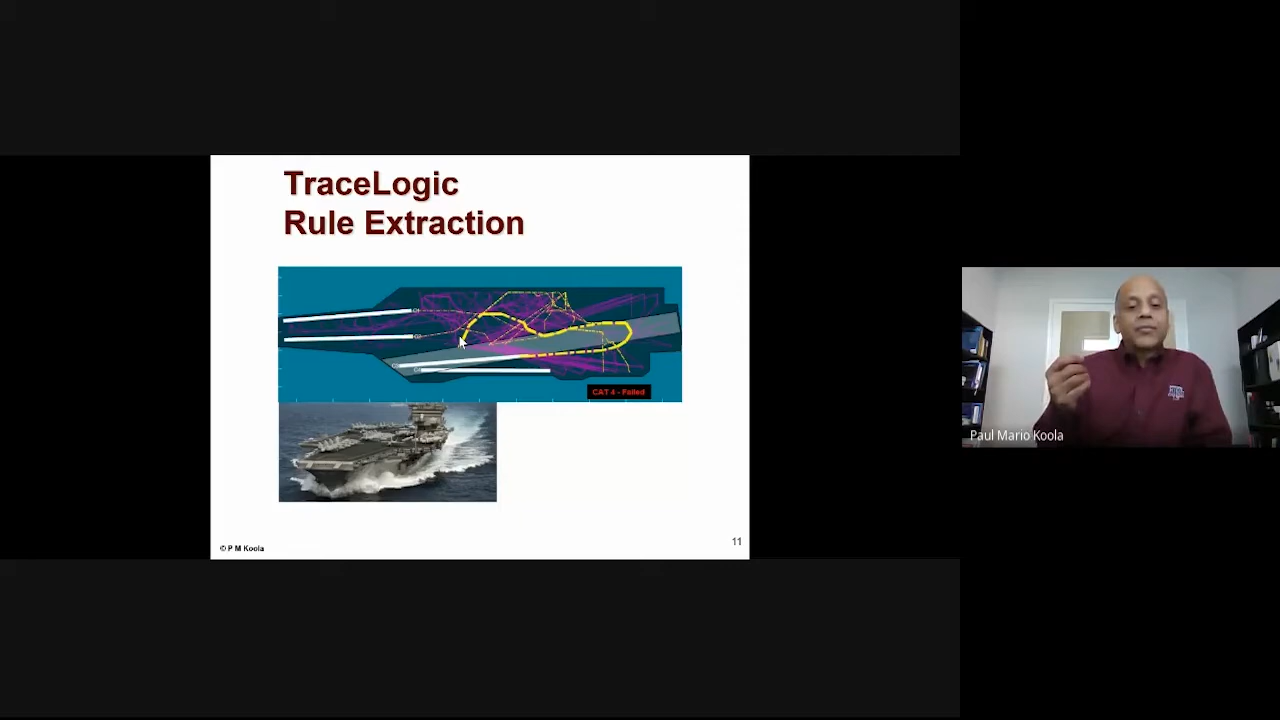 TraceLogic
Rule Extraction
CAT 4 - Failed
© P M Koola
11
Paul Mario Koola